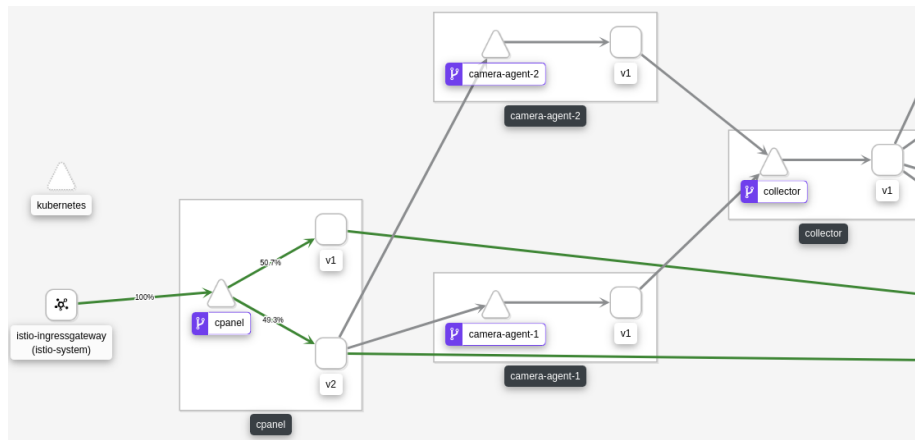 camera-agent-2
v1
camera-agent-2
kubernetes
collector
v1
collector
50.7%
v1
100%
cpanel
49.3%
istio-ingressgateway
(istio-system)
camera-agent-1
v1
camera-agent-1
v2
cpanel